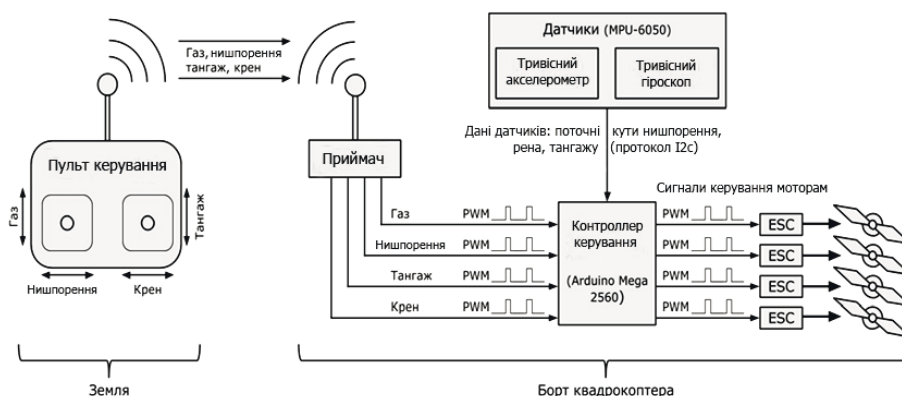 Газ, нишпорення
тангаж, крен
Датчики (MPU-6050)
Тривісний
акселерометр
Тривісний
гіроскоп
Дані датчиків: поточні кути нишпорення,
рена, тангажу (протокол I2c)
Пульт керування
Газ
Тангаж
Нишпорення
Крен
Приймач
Сигнали керування моторам
Газ PWM
Нишпорення PWM
Тангаж PWM
Крен PWM
Контроллер
керування
(Arduino Mega
2560)
PWM ESC
PWM ESC
PWM ESC
PWM ESC
Земля
Борт квадрокоптера